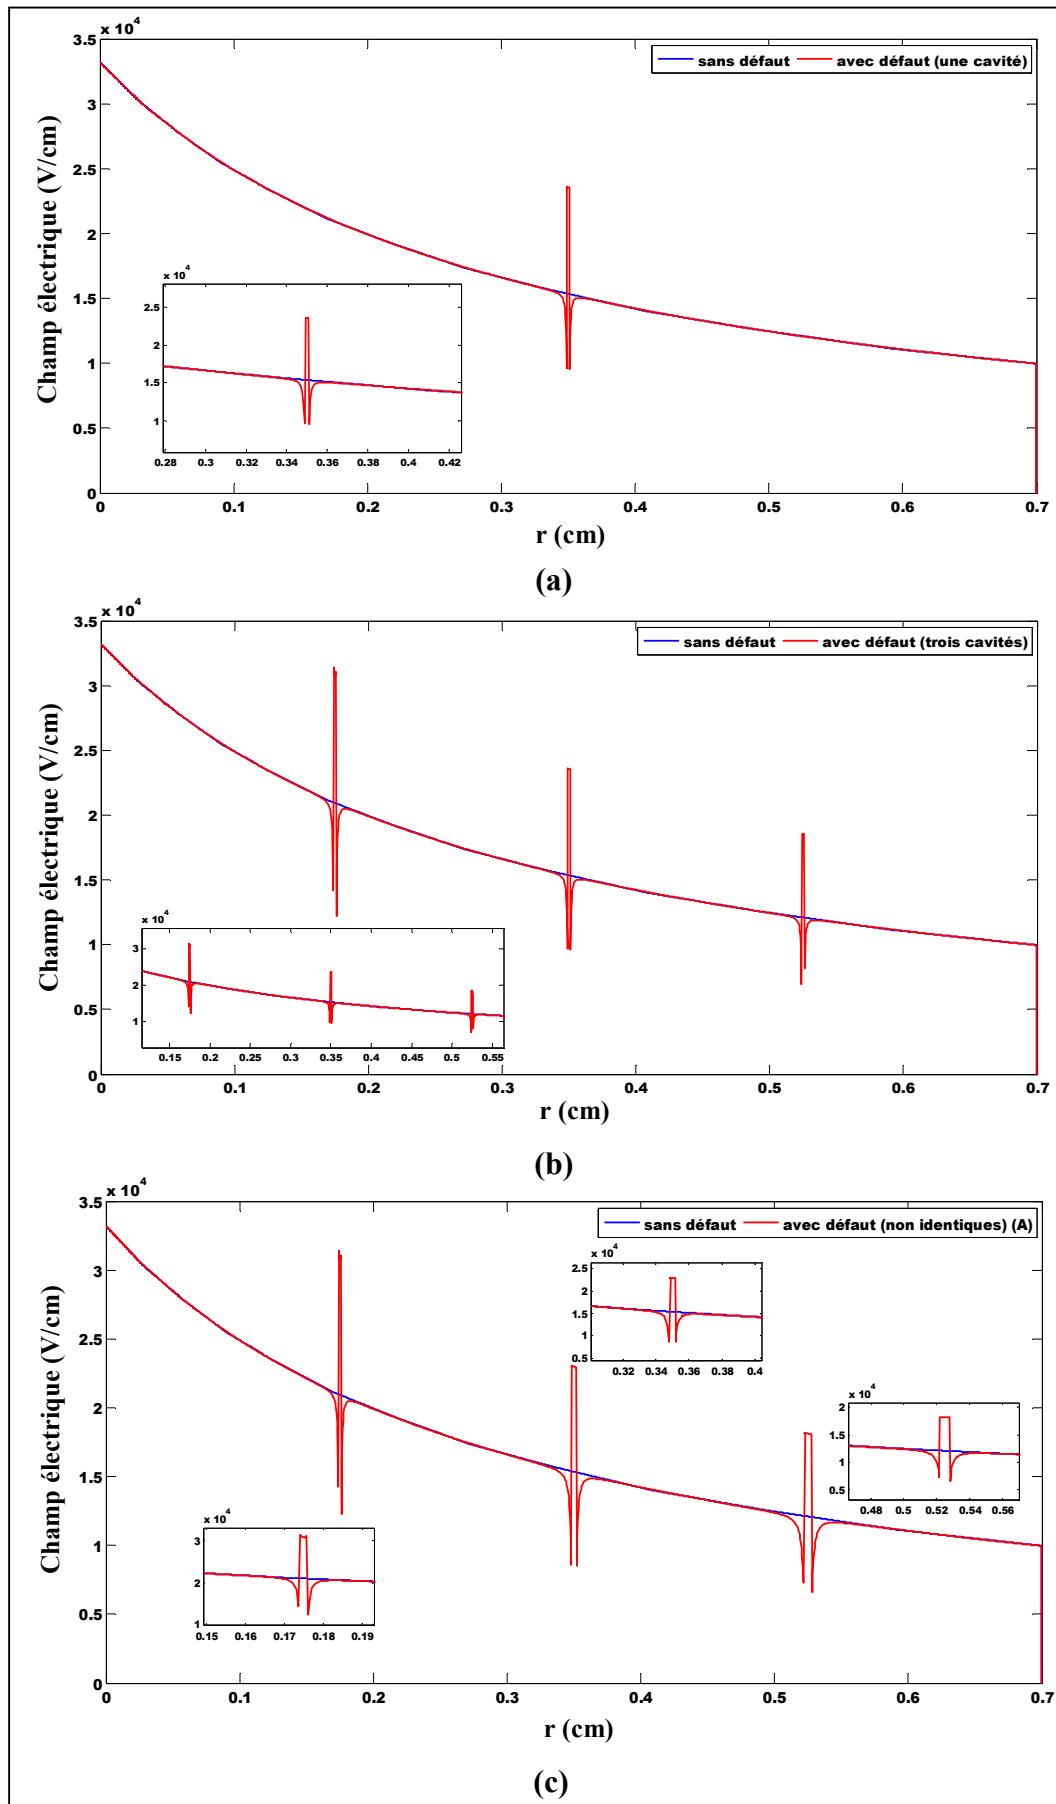 x 10^4
3.5
3
2.5
2
1.5
1
0.5
0
Champ électrique (V/cm)
sans défaut avec défaut (une cavité)
x 10^4
2.5
2
1.5
1
0.28 0.3 0.32 0.34 0.36 0.38 0.4 0.42
0 0.1 0.2 0.3 0.4 0.5 0.6 0.7
r (cm)
(a)
x 10^4
3.5
3
2.5
2
1.5
1
0.5
0
Champ électrique (V/cm)
sans défaut avec défaut (trois cavités)
x 10^4
3
2
1
0.15 0.2 0.25 0.3 0.35 0.4 0.45 0.5 0.55
0 0.1 0.2 0.3 0.4 0.5 0.6 0.7
r (cm)
(b)
x 10^4
3.5
3
2.5
2
1.5
1
0.5
0
Champ électrique (V/cm)
sans défaut avec défaut (non identiques) (A)
x 10^4
2.5
2
1.5
1
0.5
0.32 0.34 0.36 0.38 0.4
x 10^4
2
1.5
1
0.5
0.48 0.5 0.52 0.54 0.56
x 10^4
3
2
1
0.15 0.16 0.17 0.18 0.19
0 0.1 0.2 0.3 0.4 0.5 0.6 0.7
r (cm)
(c)